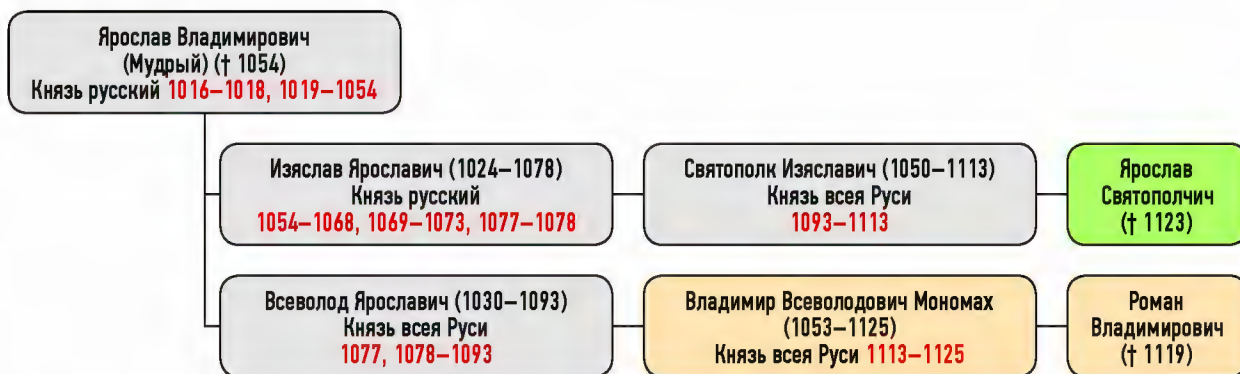 Ярослав Владимирович
(Мудрый) († 1054)
Князь русский 1016–1018, 1019–1054
Изяслав Ярославич (1024–1078)
Князь русский
1054–1068, 1069–1073, 1077–1078
Святополк Изяславич (1050–1113)
Князь всея Руси
1093–1113
Ярослав
Святополчич
(† 1123)
Всеволод Ярославич (1030–1093)
Князь всея Руси
1077, 1078–1093
Владимир Всеволодович Мономах
(1053–1125)
Князь всея Руси 1113–1125
Роман
Владимирович
(† 1119)